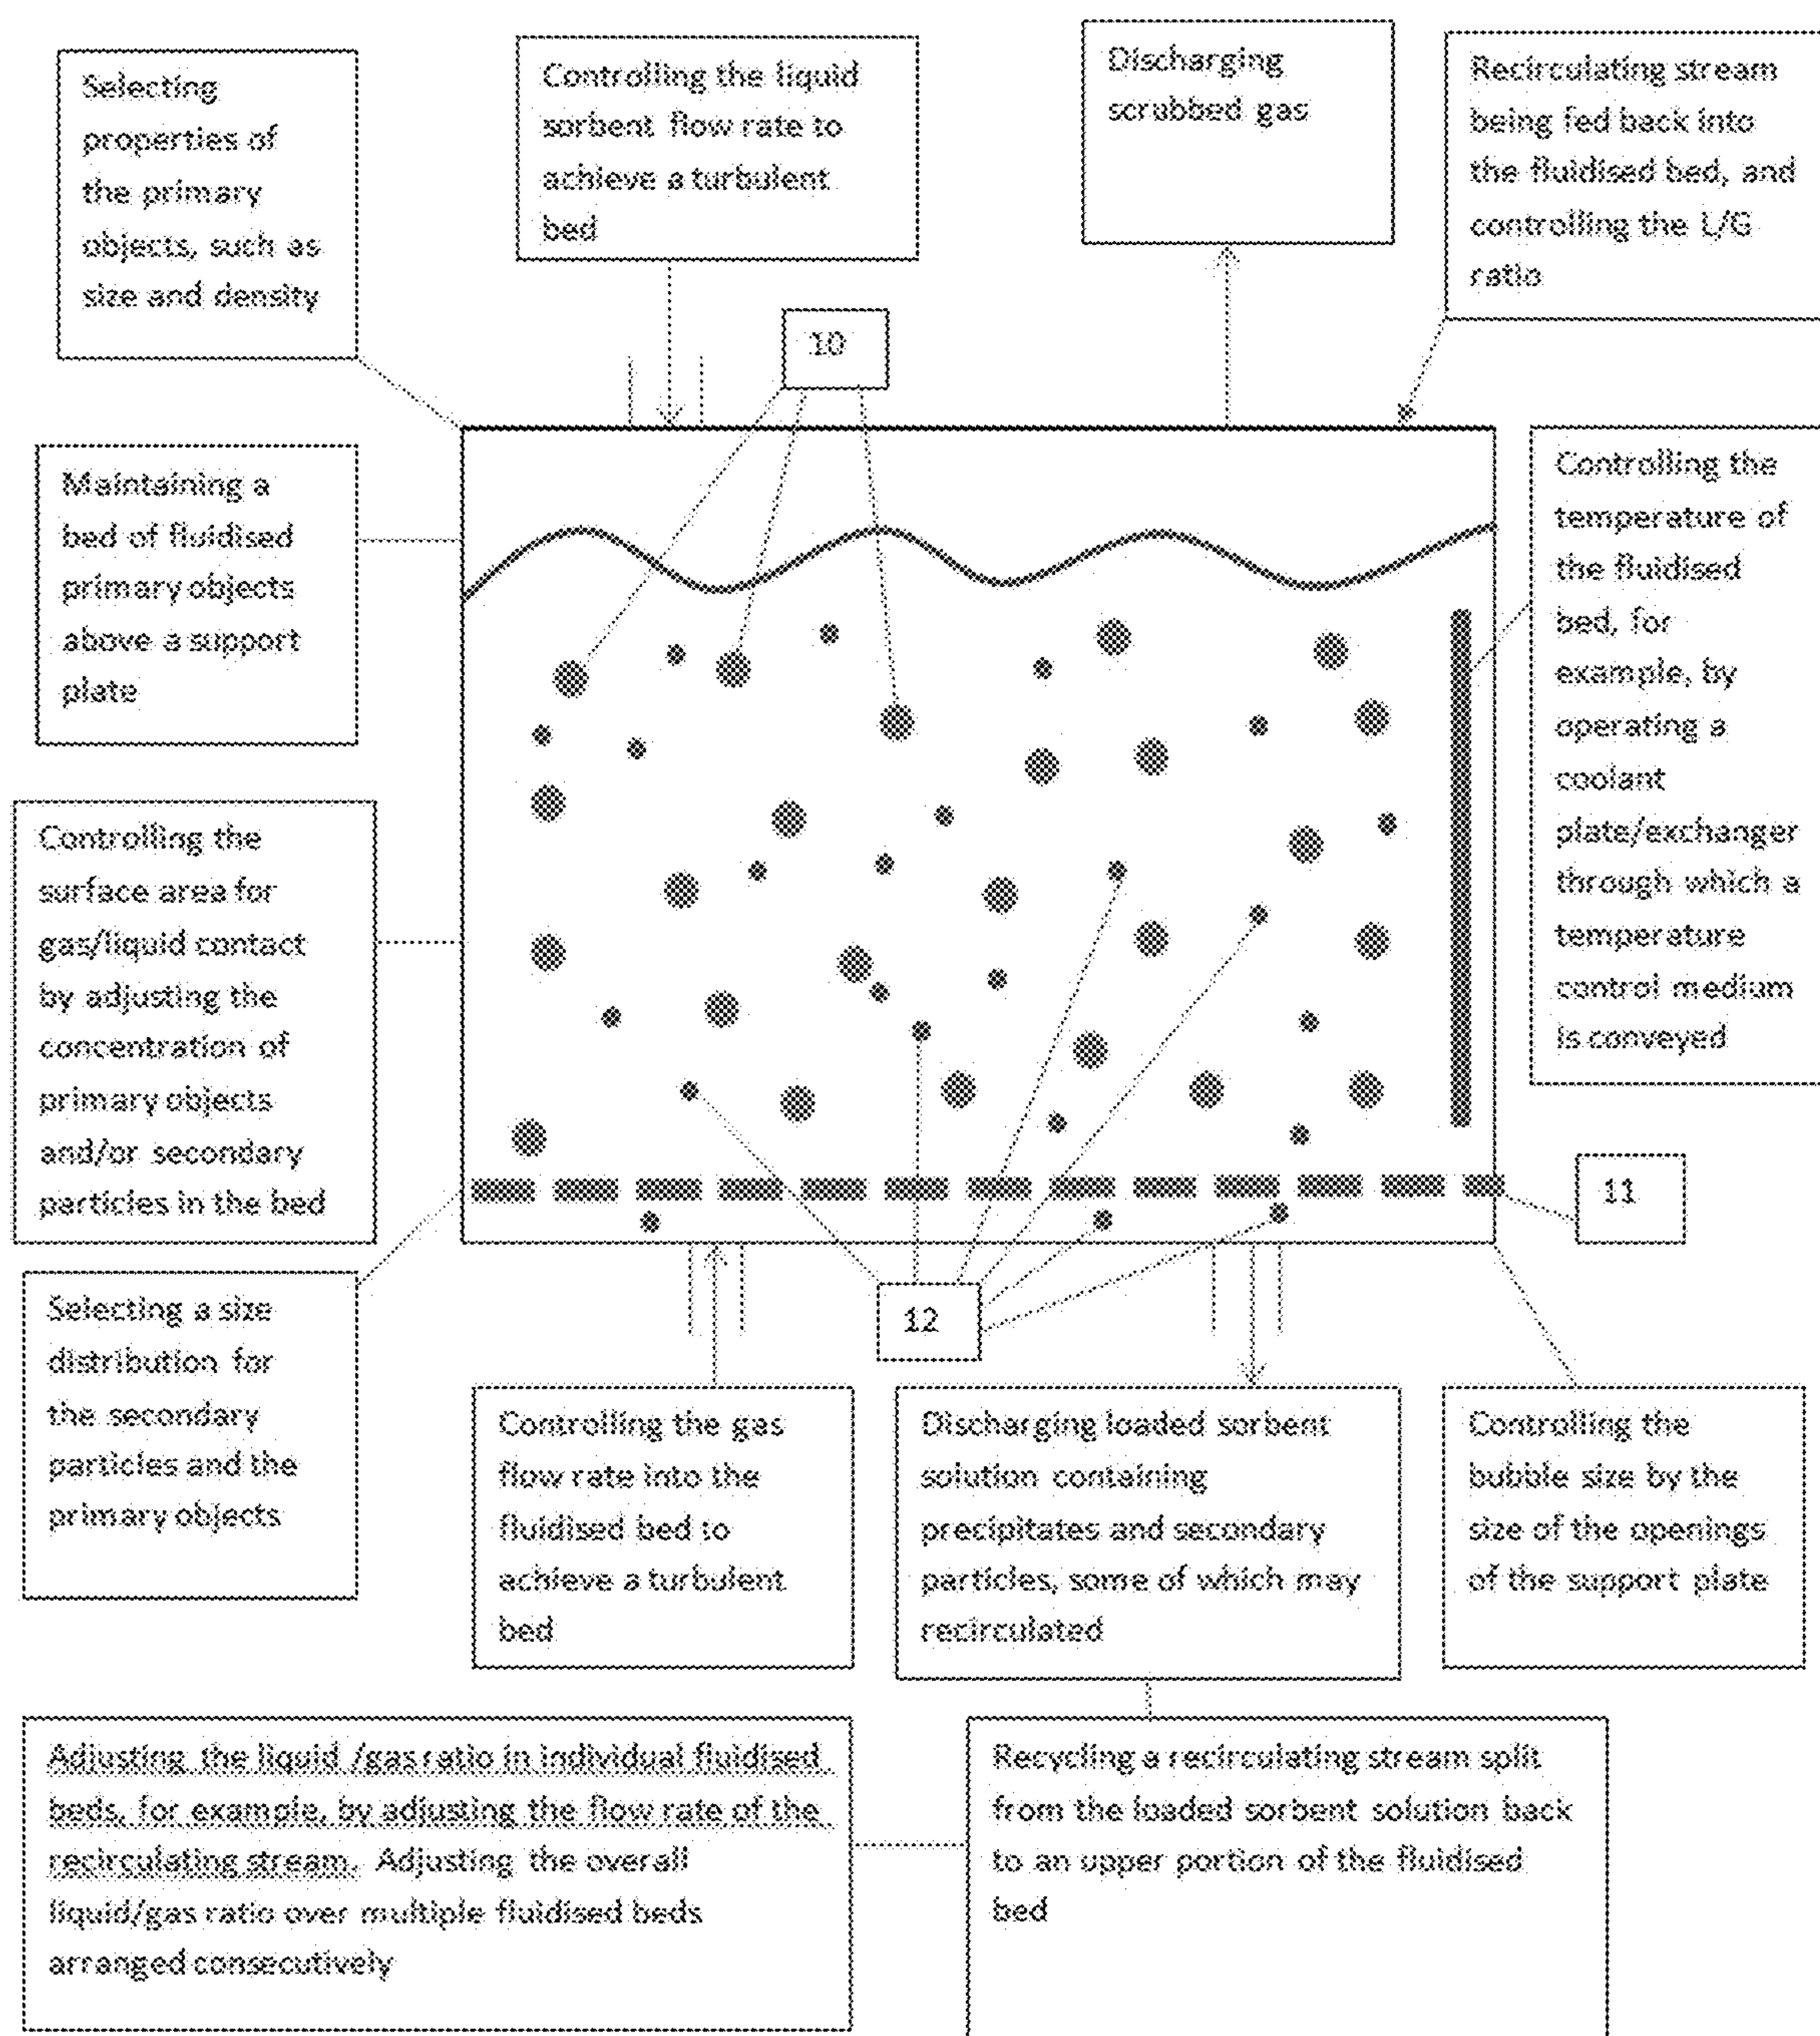 Selecting
properties of
the primary
objects, such as
size and density
Controlling the liquid
sorbent flow rate to
achieve a turbulent
bed
Discharging
scrubbed gas
Recirculating stream
being fed back into
the fluidised bed, and
controlling the L/G
ratio
10
Maintaining a
bed of fluidised
primary objects
above a support
plate
Controlling the
temperature of
the fluidised
bed, for
example, by
operating a
coolant
plate/exchanger
through which a
temperature
control medium
is conveyed
Controlling the
surface area for
gas/liquid contact
by adjusting the
concentration of
primary objects
and/or secondary
particles in the bed
11
12
Selecting a size
distribution for
the secondary
particles and the
primary objects
Controlling the gas
flow rate into the
fluidised bed to
achieve a turbulent
bed
Discharging loaded sorbent
solution containing
precipitates and secondary
particles, some of which may
recirculated
Controlling the
bubble size by the
size of the openings
of the support plate
Adjusting the liquid /gas ratio in individual fluidised
beds, for example, by adjusting the flow rate of the
recirculating stream. Adjusting the overall
liquid/gas ratio over multiple fluidised beds
arranged consecutively
Recycling a recirculating stream split
from the loaded sorbent solution back
to an upper portion of the fluidised
bed